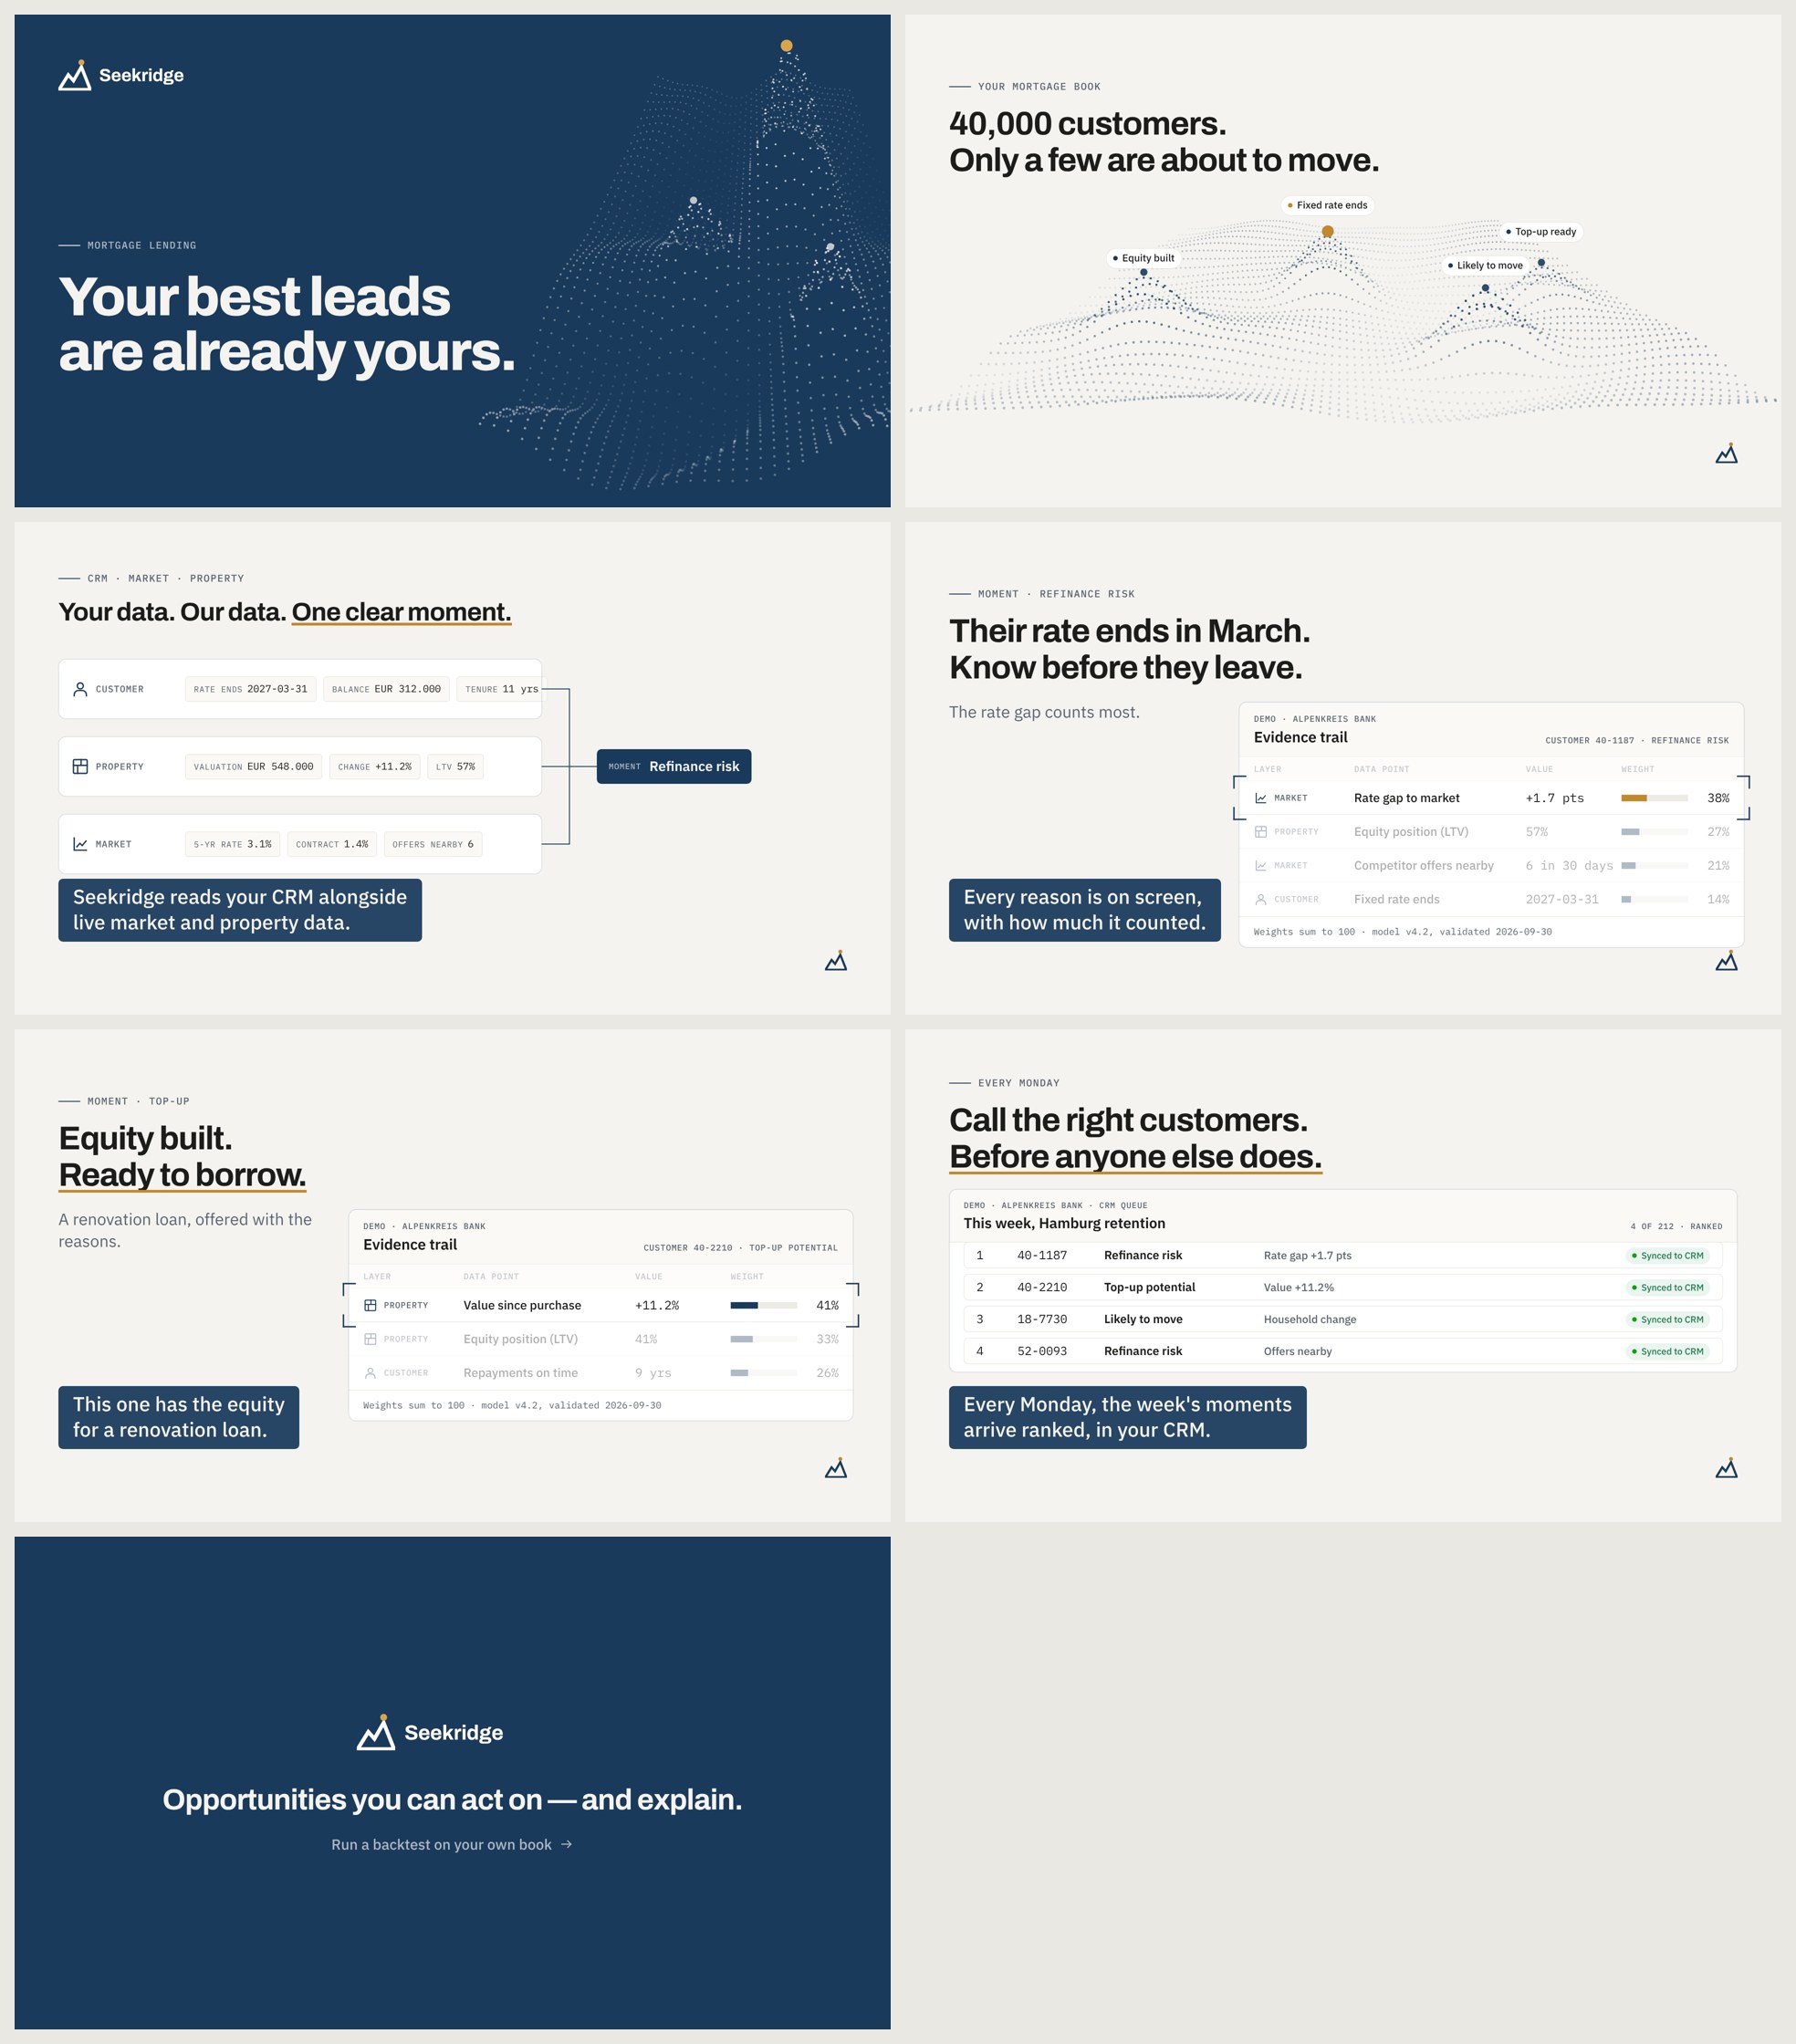 Seekridge
MORTGAGE LENDING
Your best leads
are already yours.
YOUR MORTGAGE BOOK
40,000 customers.
Only a few are about to move.
Fixed rate ends
Top-up ready
Equity built
Likely to move
CRM · MARKET · PROPERTY
Your data. Our data. One clear moment.
CUSTOMER
RATE ENDS 2027-03-31
BALANCE EUR 312.000
TENURE 11 yrs
PROPERTY
VALUATION EUR 548.000
CHANGE +11.2%
LTV 57%
MOMENT Refinance risk
MARKET
5-YR RATE 3.1%
CONTRACT 1.4%
OFFERS NEARBY 6
Seekridge reads your CRM alongside
live market and property data.
MOMENT · REFINANCE RISK
Their rate ends in March.
Know before they leave.
The rate gap counts most.
DEMO · ALPENKREIS BANK
Evidence trail
CUSTOMER 40-1187 · REFINANCE RISK
LAYER DATA POINT VALUE WEIGHT
MARKET Rate gap to market +1.7 pts 38%
PROPERTY Equity position (LTV) 57% 27%
MARKET Competitor offers nearby 6 in 30 days 21%
CUSTOMER Fixed rate ends 2027-03-31 14%
Weights sum to 100 · model v4.2, validated 2026-09-30
Every reason is on screen,
with how much it counted.
MOMENT · TOP-UP
Equity built.
Ready to borrow.
A renovation loan, offered with the
reasons.
DEMO · ALPENKREIS BANK
Evidence trail
CUSTOMER 40-2210 · TOP-UP POTENTIAL
LAYER DATA POINT VALUE WEIGHT
PROPERTY Value since purchase +11.2% 41%
PROPERTY Equity position (LTV) 41% 33%
CUSTOMER Repayments on time 9 yrs 26%
Weights sum to 100 · model v4.2, validated 2026-09-30
This one has the equity
for a renovation loan.
EVERY MONDAY
Call the right customers.
Before anyone else does.
DEMO · ALPENKREIS BANK · CRM QUEUE
This week, Hamburg retention
4 OF 212 · RANKED
1 40-1187 Refinance risk Rate gap +1.7 pts Synced to CRM
2 40-2210 Top-up potential Value +11.2% Synced to CRM
3 18-7730 Likely to move Household change Synced to CRM
4 52-0093 Refinance risk Offers nearby Synced to CRM
Every Monday, the week's moments
arrive ranked, in your CRM.
Seekridge
Opportunities you can act on — and explain.
Run a backtest on your own book →